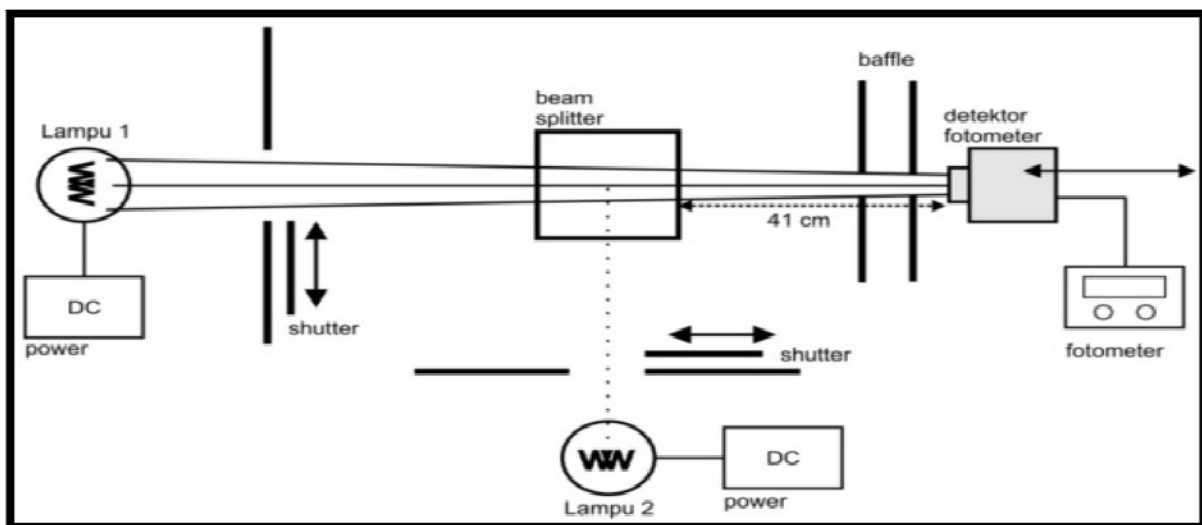 Lampu 1
DC
power
shutter
beam
splitter
41 cm
baffle
detektor
fotometer
fotometer
shutter
DC
power
Lampu 2